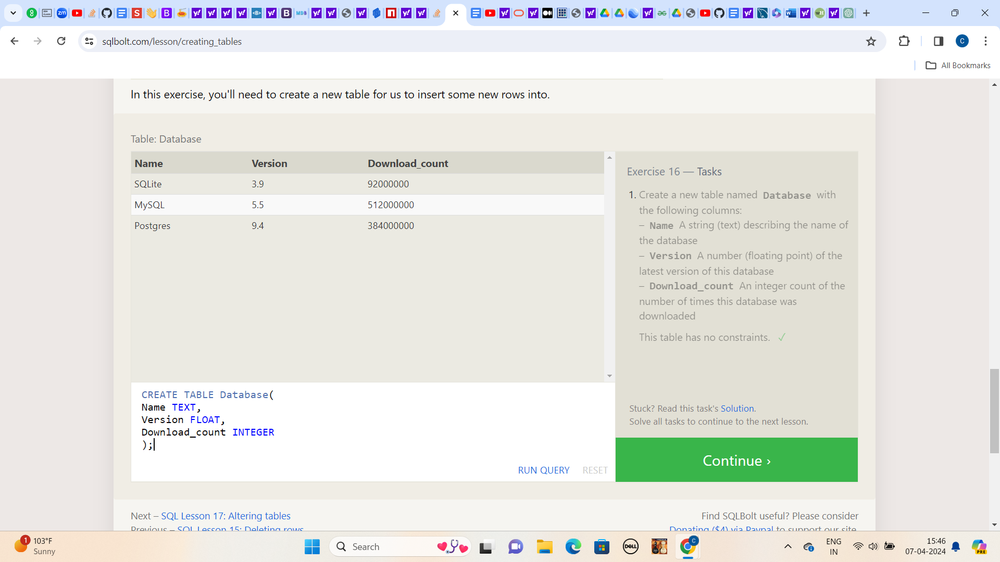 sqlbolt.com/lesson/creating_tables
C
All Bookmarks
In this exercise, you'll need to create a new table for us to insert some new rows into.
Table: Database
Name Version Download_count
SQLite 3.9 92000000
MySQL 5.5 512000000
Postgres 9.4 384000000
Exercise 16 — Tasks
1. Create a new table named Database with
the following columns:
– Name A string (text) describing the name of
the database
– Version A number (floating point) of the
latest version of this database
– Download_count An integer count of the
number of times this database was
downloaded
This table has no constraints. ✓
Stuck? Read this task's Solution.
Solve all tasks to continue to the next lesson.
Continue ›
CREATE TABLE Database(
Name TEXT,
Version FLOAT,
Download_count INTEGER
);
RUN QUERY RESET
Next – SQL Lesson 17: Altering tables
Previous – SQL Lesson 15: Deleting rows
Find SQLBolt useful? Please consider
Donating ($4) via Paypal to support our site.
1
103°F
Sunny
Search
DELL
C
ENG
IN
15:46
07-04-2024
PRE